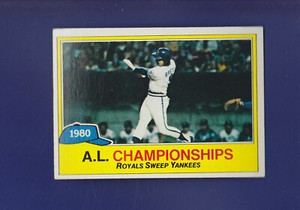 1980
A.L. CHAMPIONSHIPS
ROYALS SWEEP YANKEES